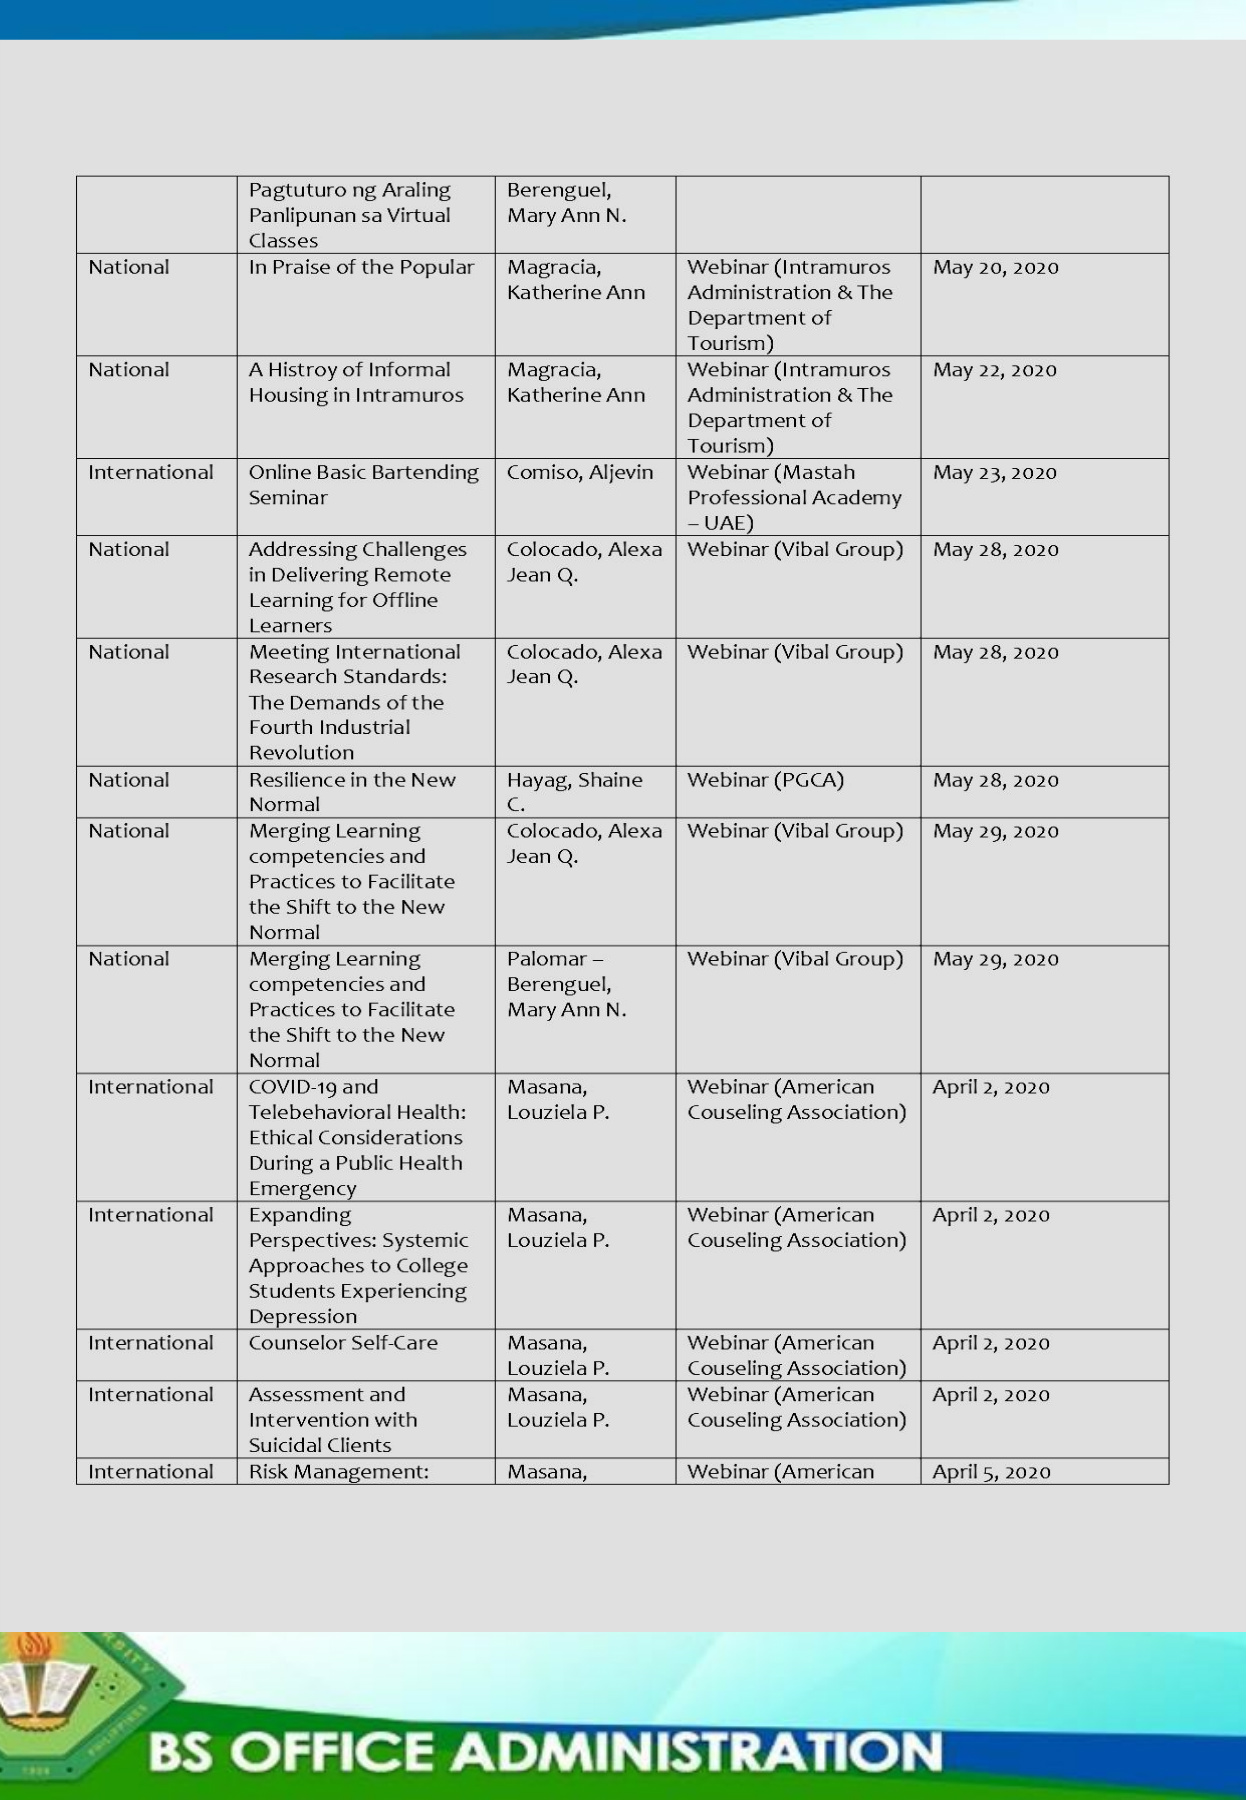 Pagtuturo ng Araling Berenguel,
Panlipunan sa Virtual Mary Ann N.
Classes
National In Praise of the Popular Magracia, Webinar (Intramuros May 20, 2020
Katherine Ann Administration & The
Department of
Tourism)
National A Histroy of Informal Magracia, Webinar (Intramuros May 22, 2020
Housing in Intramuros Katherine Ann Administration & The
Department of
Tourism)
International Online Basic Bartending Comiso, Aljevin Webinar (Mastah May 23, 2020
Seminar Professional Academy
– UAE)
National Addressing Challenges Colocado, Alexa Webinar (Vibal Group) May 28, 2020
in Delivering Remote Jean Q.
Learning for Offline
Learners
National Meeting International Colocado, Alexa Webinar (Vibal Group) May 28, 2020
Research Standards: Jean Q.
The Demands of the
Fourth Industrial
Revolution
National Resilience in the New Hayag, Shaine Webinar (PGCA) May 28, 2020
Normal C.
National Merging Learning Colocado, Alexa Webinar (Vibal Group) May 29, 2020
competencies and Jean Q.
Practices to Facilitate
the Shift to the New
Normal
National Merging Learning Palomar – Webinar (Vibal Group) May 29, 2020
competencies and Berenguel,
Practices to Facilitate Mary Ann N.
the Shift to the New
Normal
International COVID-19 and Masana, Webinar (American April 2, 2020
Telebehavioral Health: Louziela P. Couseling Association)
Ethical Considerations
During a Public Health
Emergency
International Expanding Masana, Webinar (American April 2, 2020
Perspectives: Systemic Louziela P. Couseling Association)
Approaches to College
Students Experiencing
Depression
International Counselor Self-Care Masana, Webinar (American April 2, 2020
Louziela P. Couseling Association)
International Assessment and Masana, Webinar (American April 2, 2020
Intervention with Louziela P. Couseling Association)
Suicidal Clients
International Risk Management: Masana, Webinar (American April 5, 2020
BS OFFICE ADMINISTRATION